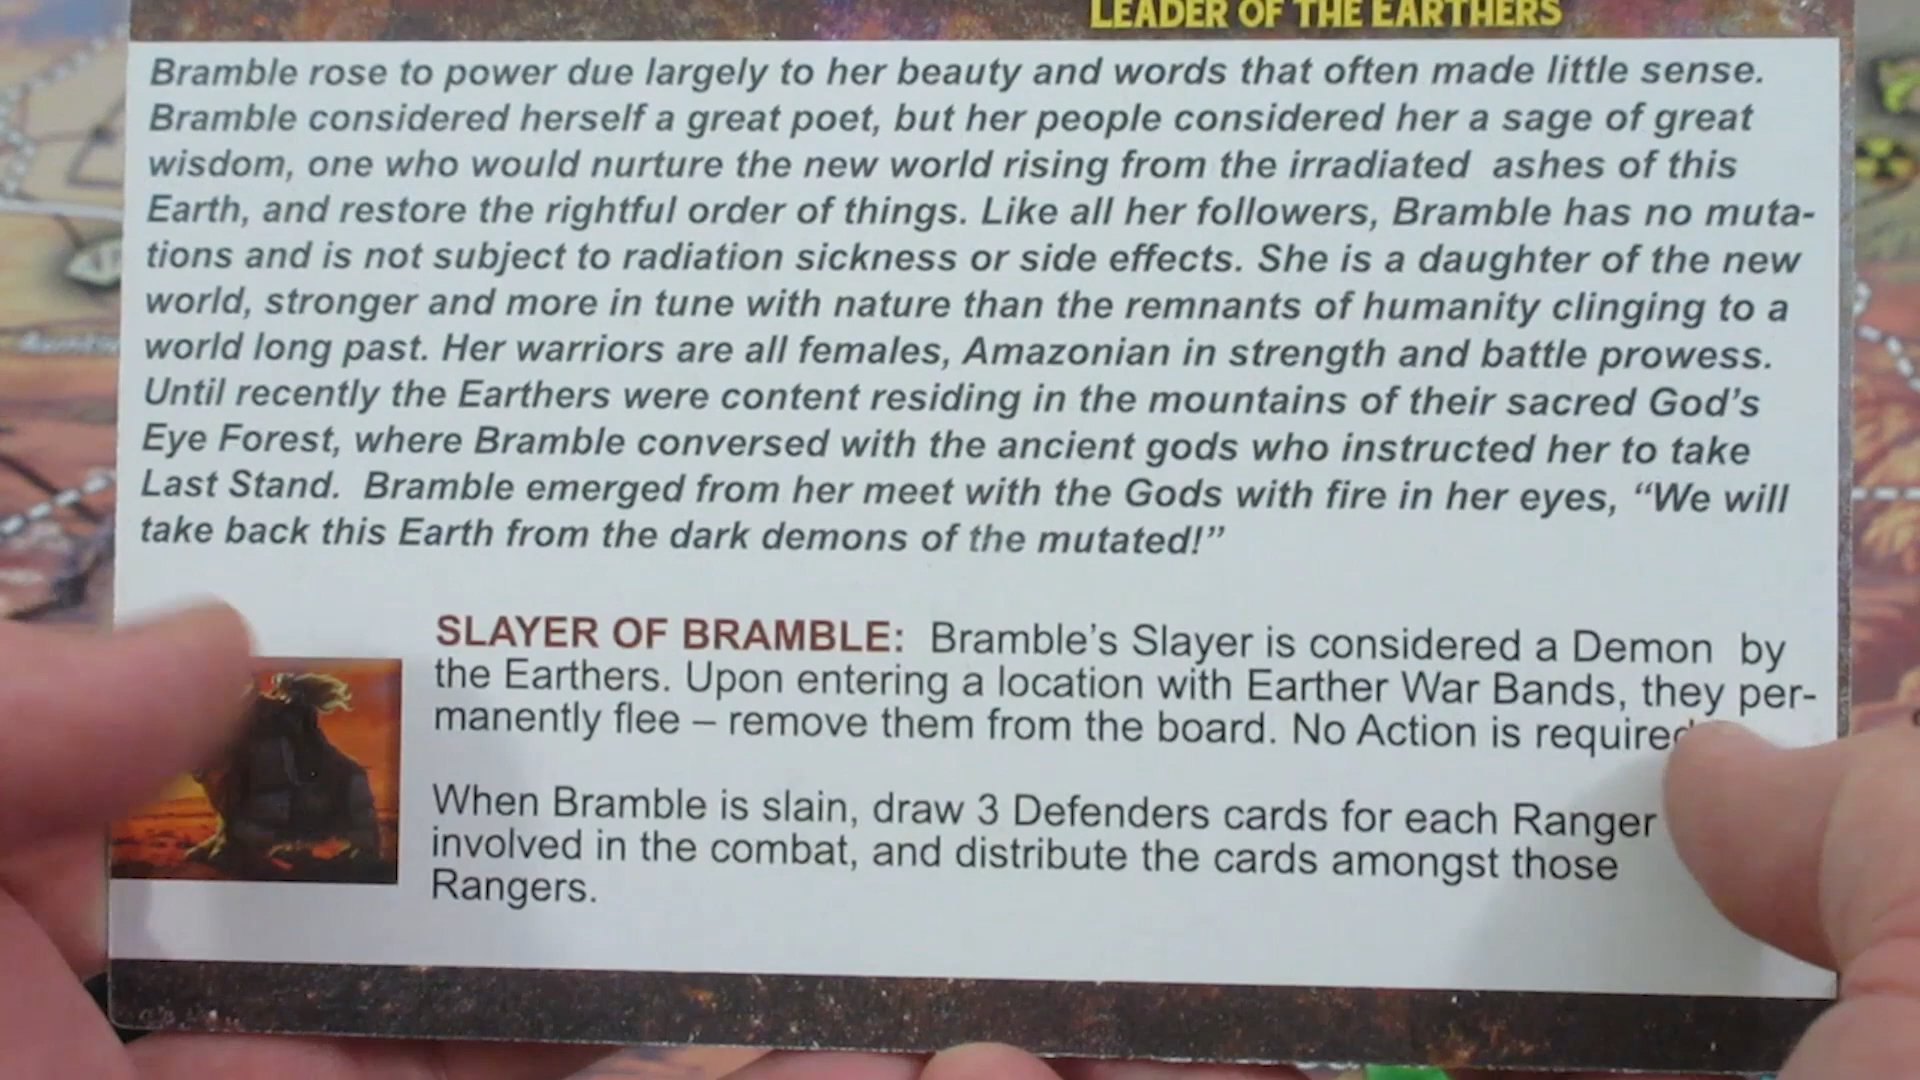 LEADER OF THE EARTHERS
Bramble rose to power due largely to her beauty and words that often made little sense.
Bramble considered herself a great poet, but her people considered her a sage of great
wisdom, one who would nurture the new world rising from the irradiated  ashes of this
Earth, and restore the rightful order of things. Like all her followers, Bramble has no muta-
tions and is not subject to radiation sickness or side effects. She is a daughter of the new
world, stronger and more in tune with nature than the remnants of humanity clinging to a
world long past. Her warriors are all females, Amazonian in strength and battle prowess.
Until recently the Earthers were content residing in the mountains of their sacred God's
Eye Forest, where Bramble conversed with the ancient gods who instructed her to take
Last Stand.  Bramble emerged from her meet with the Gods with fire in her eyes, “We will
take back this Earth from the dark demons of the mutated!”
SLAYER OF BRAMBLE:  Bramble's Slayer is considered a Demon  by
the Earthers. Upon entering a location with Earther War Bands, they per-
manently flee – remove them from the board. No Action is required
When Bramble is slain, draw 3 Defenders cards for each Ranger
involved in the combat, and distribute the cards amongst those
Rangers.